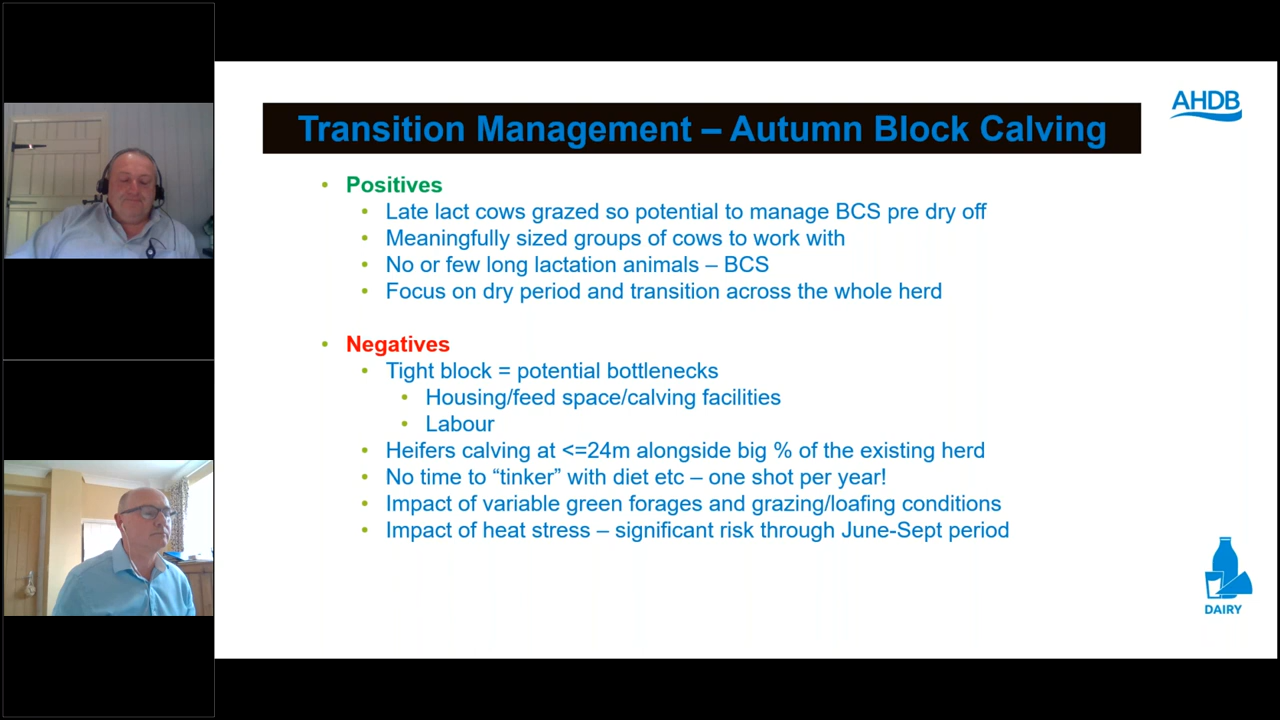 AHDB
Transition Management – Autumn Block Calving
• Positives
• Late lact cows grazed so potential to manage BCS pre dry off
• Meaningfully sized groups of cows to work with
• No or few long lactation animals – BCS
• Focus on dry period and transition across the whole herd
• Negatives
• Tight block = potential bottlenecks
• Housing/feed space/calving facilities
• Labour
• Heifers calving at <=24m alongside big % of the existing herd
• No time to “tinker” with diet etc – one shot per year!
• Impact of variable green forages and grazing/loafing conditions
• Impact of heat stress – significant risk through June-Sept period
DAIRY